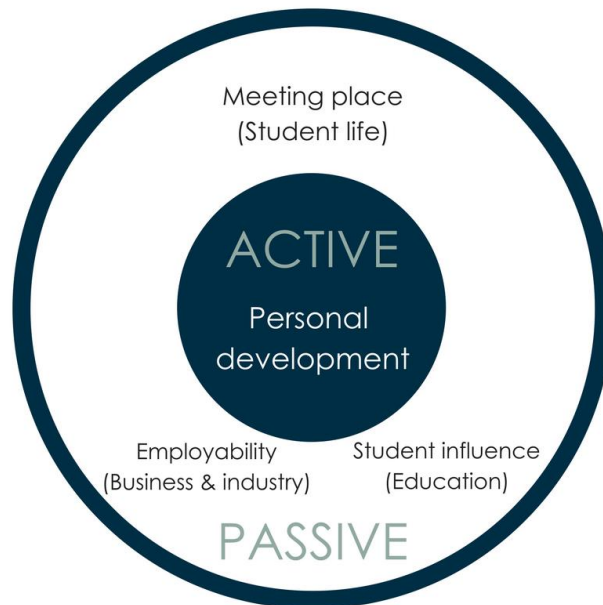 Meeting place
(Student life)
ACTIVE
Personal
development
Employability
(Business & industry)
Student influence
(Education)
PASSIVE